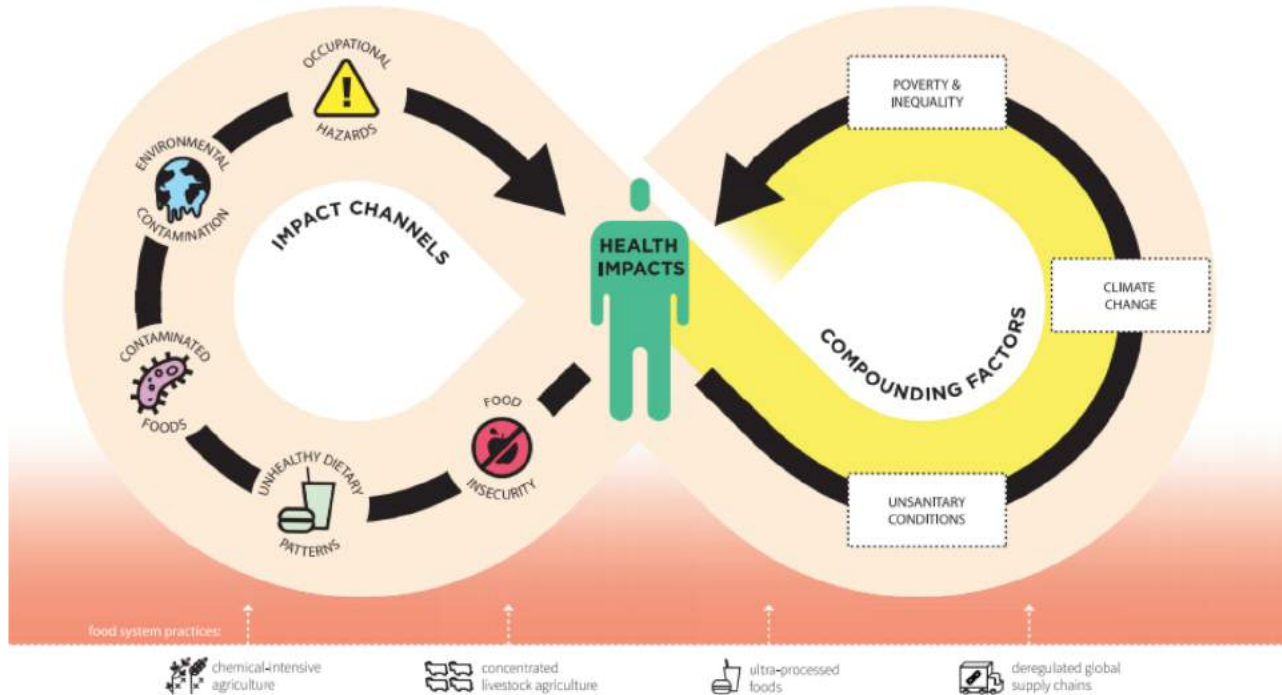 OCCUPATIONAL
HAZARDS
ENVIRONMENTAL
CONTAMINATION
CONTAMINATED
FOODS
UNHEALTHY DIETARY
PATTERNS
FOOD
INSECURITY
IMPACT CHANNELS
HEALTH
IMPACTS
POVERTY &
INEQUALITY
CLIMATE
CHANGE
UNSANITARY
CONDITIONS
COMPOUNDING FACTORS
food system practices:
chemical-intensive
agriculture
concentrated
livestock agriculture
ultra-processed
foods
deregulated global
supply chains